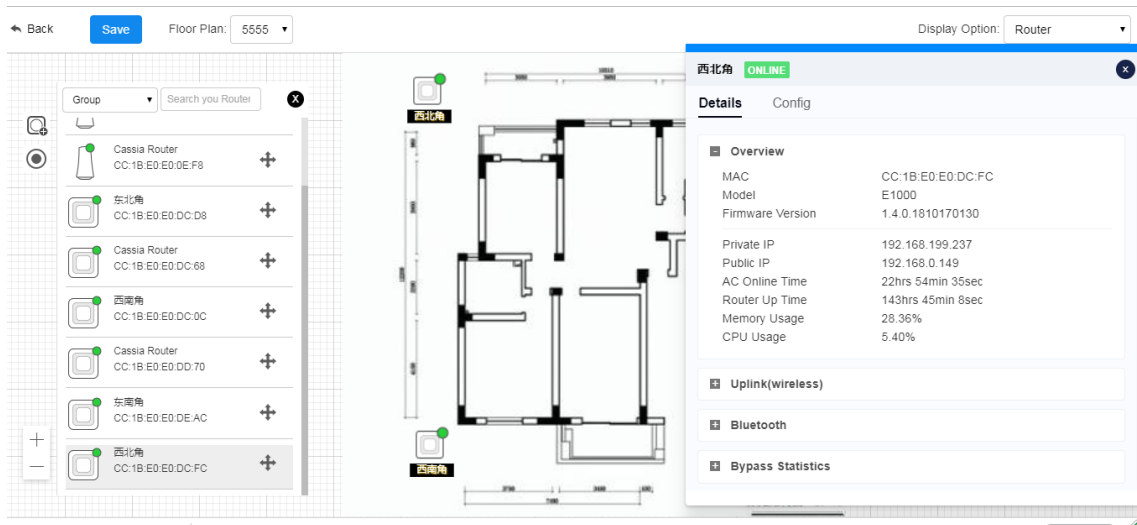 Back
Save
Floor Plan: 5555
Display Option: Router
Group
Search you Router
X
Cassia Router
CC:1B:E0:E0:0E:F8
东北角
CC:1B:E0:E0:DC:D8
Cassia Router
CC:1B:E0:E0:DC:68
西南角
CC:1B:E0:E0:DC:0C
Cassia Router
CC:1B:E0:E0:DD:70
东南角
CC:1B:E0:E0:DE:AC
西北角
CC:1B:E0:E0:DC:FC
西北角
西南角
3750
7400
西北角 ONLINE
x
Details Config
Overview
MAC CC:1B:E0:E0:DC:FC
Model E1000
Firmware Version 1.4.0.1810170130
Private IP 192.168.199.237
Public IP 192.168.0.149
AC Online Time 22hrs 54min 35sec
Router Up Time 143hrs 45min 8sec
Memory Usage 28.36%
CPU Usage 5.40%
Uplink(wireless)
Bluetooth
Bypass Statistics